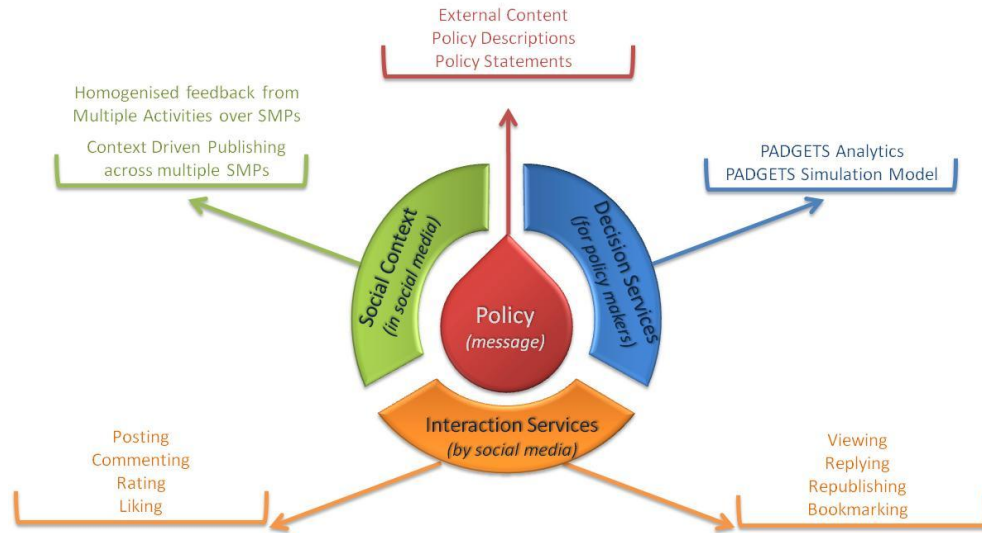 External Content
Policy Descriptions
Policy Statements
Homogenised feedback from
Multiple Activities over SMPs
Context Driven Publishing
across multiple SMPs
PADGETS Analytics
PADGETS Simulation Model
Social Context
(in social media)
Decision Services
(for policy makers)
Policy
(message)
Interaction Services
(by social media)
Posting
Commenting
Rating
Liking
Viewing
Replying
Republishing
Bookmarking